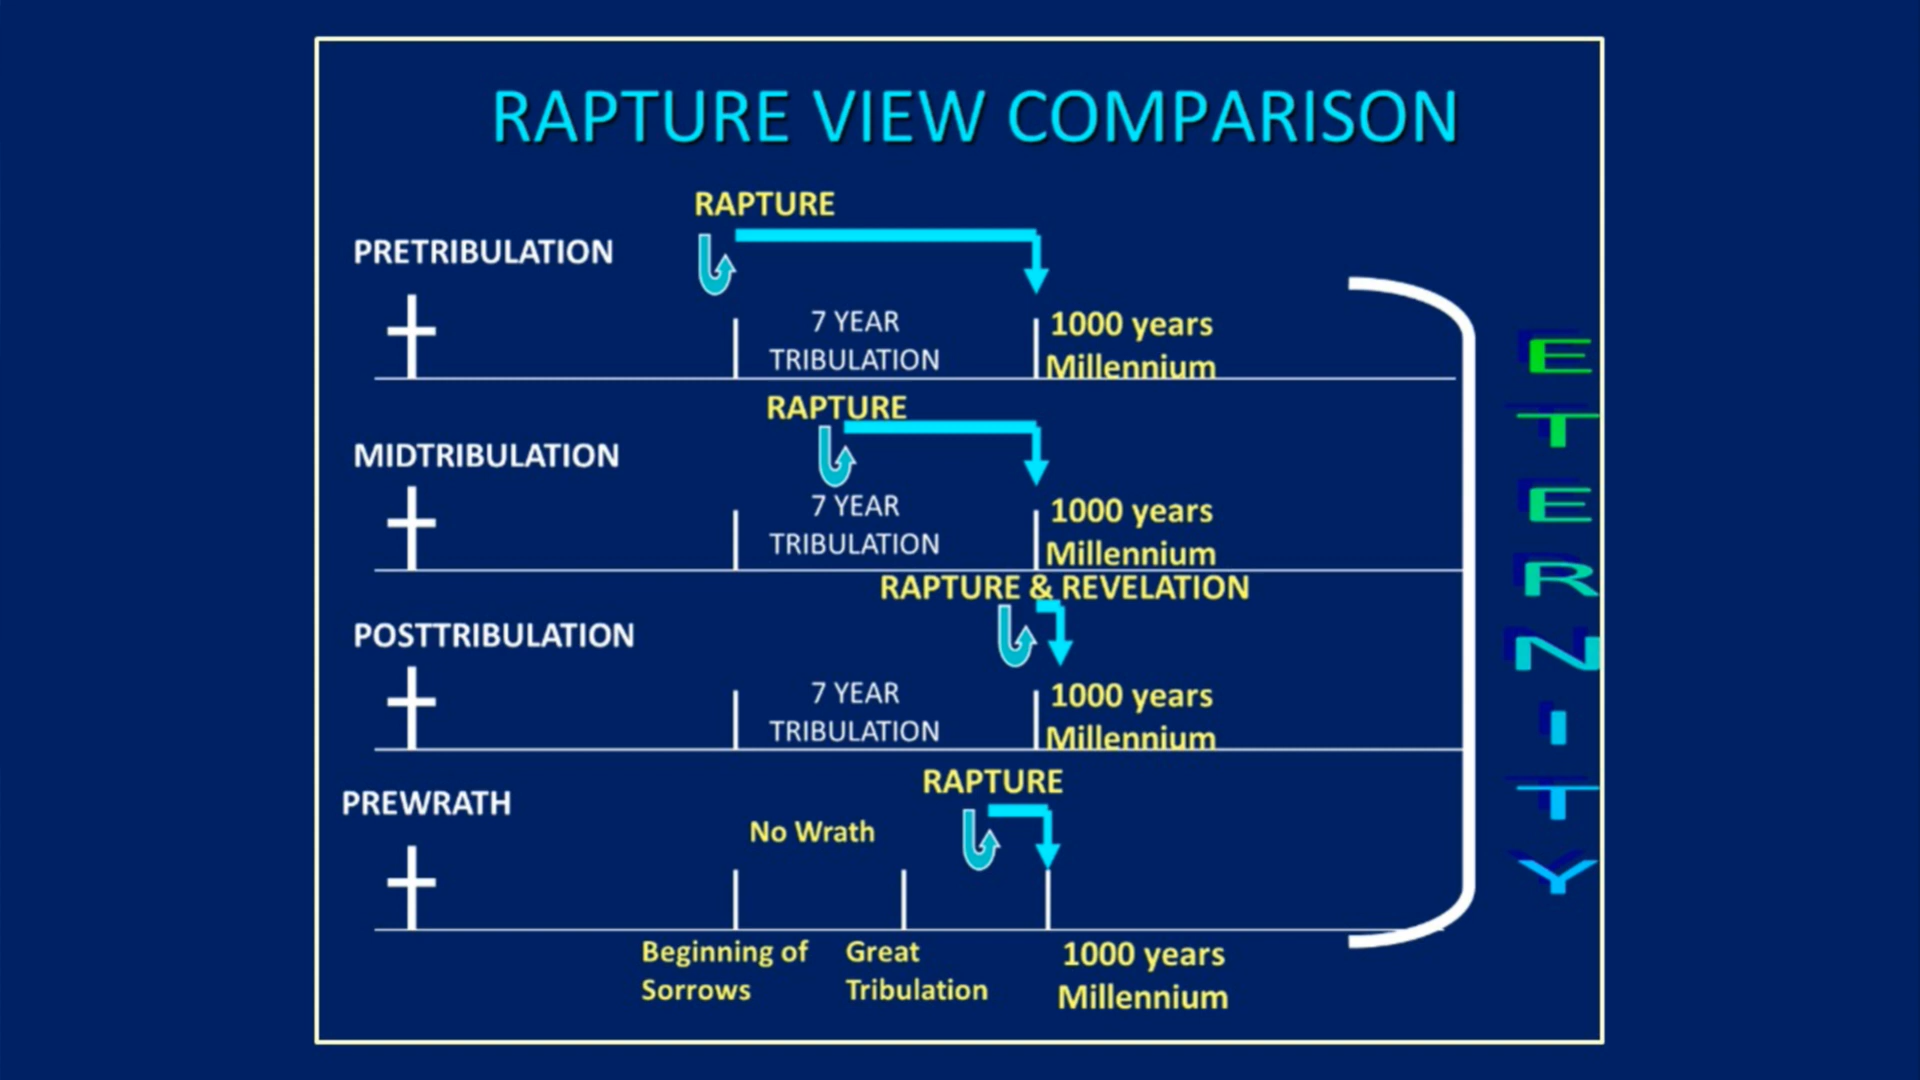 RAPTURE VIEW COMPARISON
RAPTURE
PRETRIBULATION
7 YEAR
TRIBULATION
1000 years
Millennium
RAPTURE
MIDTRIBULATION
7 YEAR
TRIBULATION
1000 years
Millennium
RAPTURE & REVELATION
POSTTRIBULATION
7 YEAR
TRIBULATION
1000 years
Millennium
RAPTURE
PREWRATH
No Wrath
Beginning of
Sorrows
Great
Tribulation
1000 years
Millennium
ETERNITY